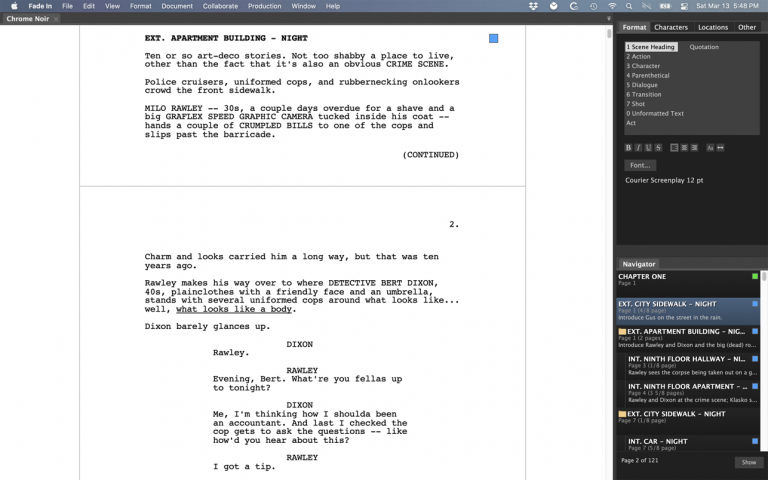 Fade In File Edit View Format Document Collaborate Production Window Help
Sat Mar 13 5:48 PM
Chrome Noir
EXT. APARTMENT BUILDING - NIGHT
Ten or so art-deco stories. Not too shabby a place to live,
other than the fact that it's also an obvious CRIME SCENE.
Police cruisers, uniformed cops, and rubbernecking onlookers
crowd the front sidewalk.
MILO RAWLEY -- 30s, a couple days overdue for a shave and a
big GRAFLEX SPEED GRAPHIC CAMERA tucked inside his coat --
hands a couple of CRUMPLED BILLS to one of the cops and
slips past the barricade.
(CONTINUED)
2.
Charm and looks carried him a long way, but that was ten
years ago.
Rawley makes his way over to where DETECTIVE BERT DIXON,
40s, plainclothes with a friendly face and an umbrella,
stands with several uniformed cops around what looks like...
well, what looks like a body.
Dixon barely glances up.
DIXON
Rawley.
RAWLEY
Evening, Bert. What're you fellas up
to tonight?
DIXON
Me, I'm thinking how I shoulda been
an accountant. And last I checked the
cop gets to ask the questions -- like
how'd you hear about this?
RAWLEY
I got a tip.
Format Characters Locations Other
1 Scene Heading Quotation
2 Action
3 Character
4 Parenthetical
5 Dialogue
6 Transition
7 Shot
0 Unformatted Text
Act
B I U S
Font...
Courier Screenplay 12 pt
Navigator
CHAPTER ONE
Page 1
EXT. CITY SIDEWALK - NIGHT
Page 1 (4/8 page)
Introduce Gus on the street in the rain.
EXT. APARTMENT BUILDING - NIG...
Page 1 (2 pages)
Introduce Rawley and Dixon and the big (dead) ro...
INT. NINTH FLOOR HALLWAY - NI...
Page 3 (1/8 page)
Rawley sees the corpse being taken out on a g...
INT. NINTH FLOOR APARTMENT - ...
Page 4 (3 5/8 pages)
Rawley and Dixon at the crime scene; Klasko s...
EXT. CITY SIDEWALK - NIGHT
Page 7 (1/8 page)
INT. CAR - NIGHT
Page 7 (5/8 page)
Page 2 of 121
Show